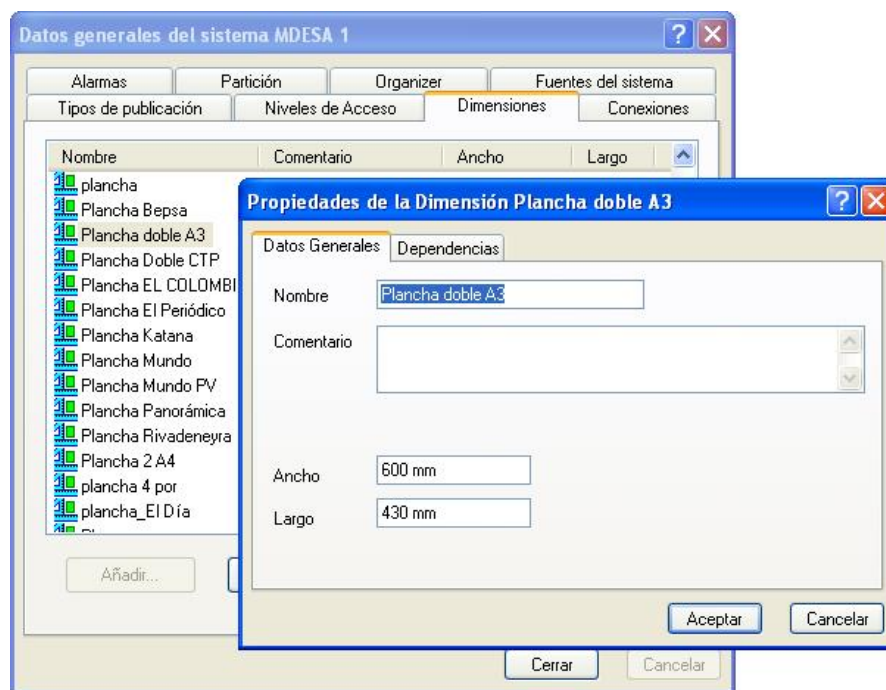 Datos generales del sistema MDESA 1
Alarmas Partición Organizer Fuentes del sistema
Tipos de publicación Niveles de Acceso Dimensiones Conexiones
Nombre Comentario Ancho Largo
plancha
Plancha Bepsa
Plancha doble A3
Plancha Doble CTP
Plancha EL COLOMBI
Plancha El Periódico
Plancha Katana
Plancha Mundo
Plancha Mundo PV
Plancha Panorámica
Plancha Rivadeneyra
Plancha 2 A4
plancha 4 por
plancha_El Día
Añadir...
Cerrar Cancelar
Propiedades de la Dimensión Plancha doble A3
Datos Generales Dependencias
Nombre Plancha doble A3
Comentario
Ancho 600 mm
Largo 430 mm
Aceptar Cancelar